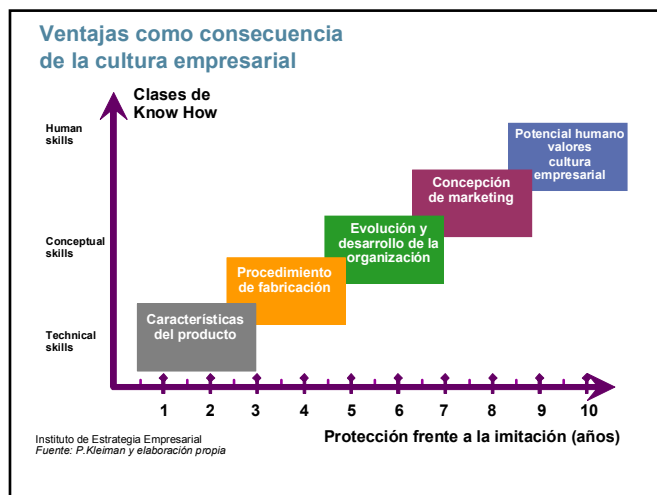 Ventajas como consecuencia
de la cultura empresarial
Clases de
Know How
Human
skills
Conceptual
skills
Technical
skills
Potencial humano
valores
cultura
empresarial
Concepción
de marketing
Evolución y
desarrollo de la
organización
Procedimiento
de fabricación
Características
del producto
1 2 3 4 5 6 7 8 9 10
Protección frente a la imitación (años)
Instituto de Estrategia Empresarial
Fuente: P.Kleiman y elaboración propia